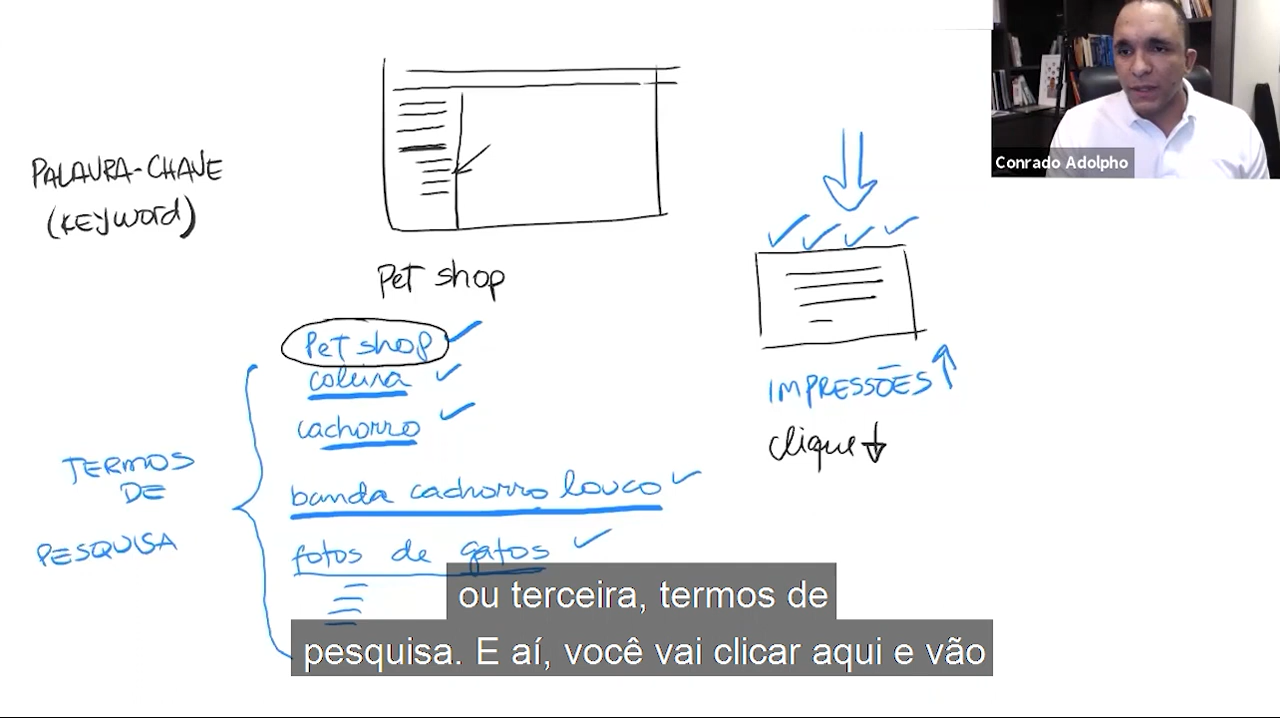 Conrado Adolpho
PALAVRA-CHAVE
(KEYWORD)
Pet shop
Pet shop
coleira
cachorro
banda cachorro louco
fotos de gatos
TERMOS
DE
PESQUISA
IMPRESSÕES
clique
ou terceira, termos de
pesquisa. E aí, você vai clicar aqui e vão